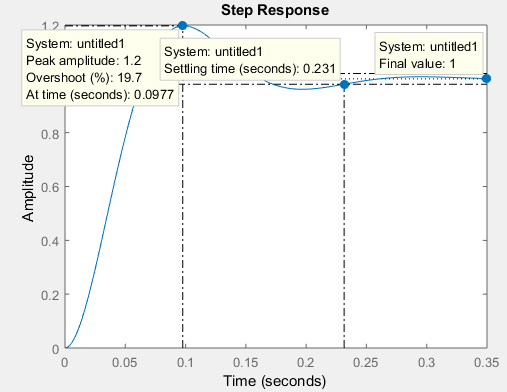 Step Response
1.2
System: untitled1
Peak amplitude: 1.2
Overshoot (%): 19.7
At time (seconds): 0.0977
System: untitled1
Settling time (seconds): 0.231
System: untitled1
Final value: 1
0.8
0.6
0.4
0.2
0
Amplitude
0
0.05
0.1
0.15
0.2
0.25
0.3
0.35
Time (seconds)